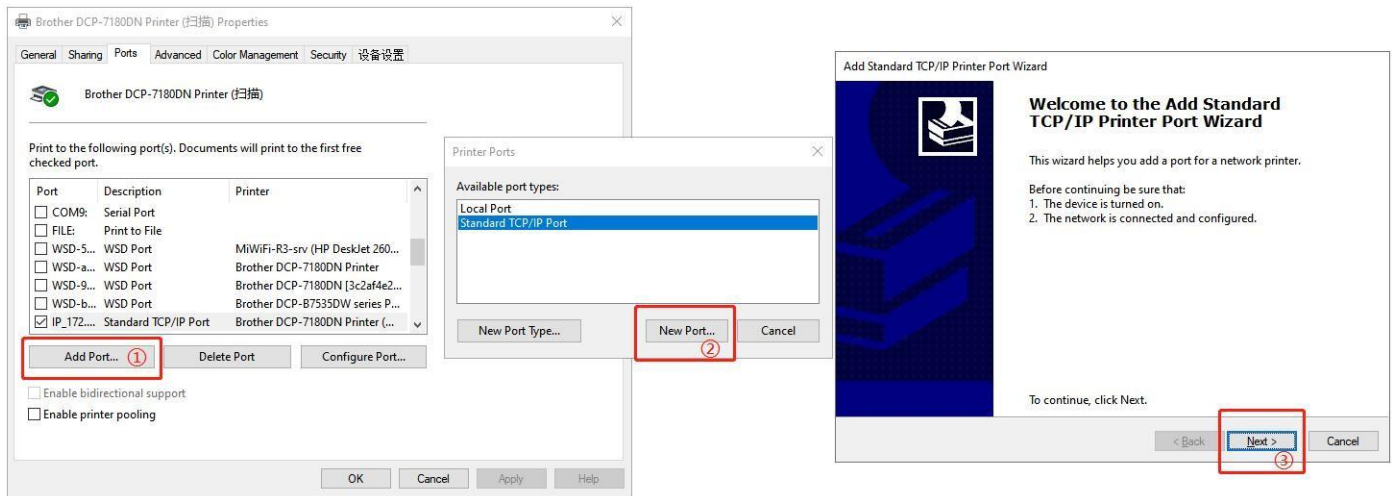 Brother DCP-7180DN Printer (扫描) Properties
General Sharing Ports Advanced Color Management Security 设备设置
Brother DCP-7180DN Printer (扫描)
Print to the following port(s). Documents will print to the first free
checked port.
Port Description Printer
COM9: Serial Port
FILE: Print to File
WSD-5... WSD Port MiWiFi-R3-srv (HP DeskJet 260...
WSD-a... WSD Port Brother DCP-7180DN Printer
WSD-9... WSD Port Brother DCP-7180DN [3c2af4e2...
WSD-b... WSD Port Brother DCP-B7535DW series P...
IP_172.... Standard TCP/IP Port Brother DCP-7180DN Printer (...
Add Port... ① Delete Port Configure Port...
Enable bidirectional support
Enable printer pooling
OK Cancel Apply Help
Printer Ports
Available port types:
Local Port
Standard TCP/IP Port
New Port Type... New Port... Cancel
②
Add Standard TCP/IP Printer Port Wizard
Welcome to the Add Standard
TCP/IP Printer Port Wizard
This wizard helps you add a port for a network printer.
Before continuing be sure that:
1. The device is turned on.
2. The network is connected and configured.
To continue, click Next.
< Back Next > Cancel
③